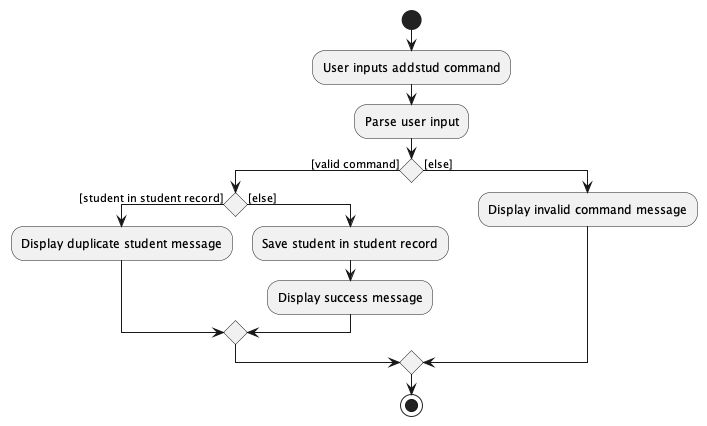 User inputs addstud command
Parse user input
[valid command]
[else]
[student in student record]
[else]
Display invalid command message
Display duplicate student message
Save student in student record
Display success message